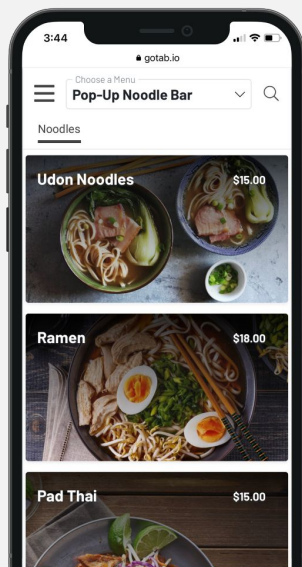 3:44
gotab.io
Choose a Menu
Pop-Up Noodle Bar
Noodles
Udon Noodles $15.00
Ramen $18.00
Pad Thai $15.00